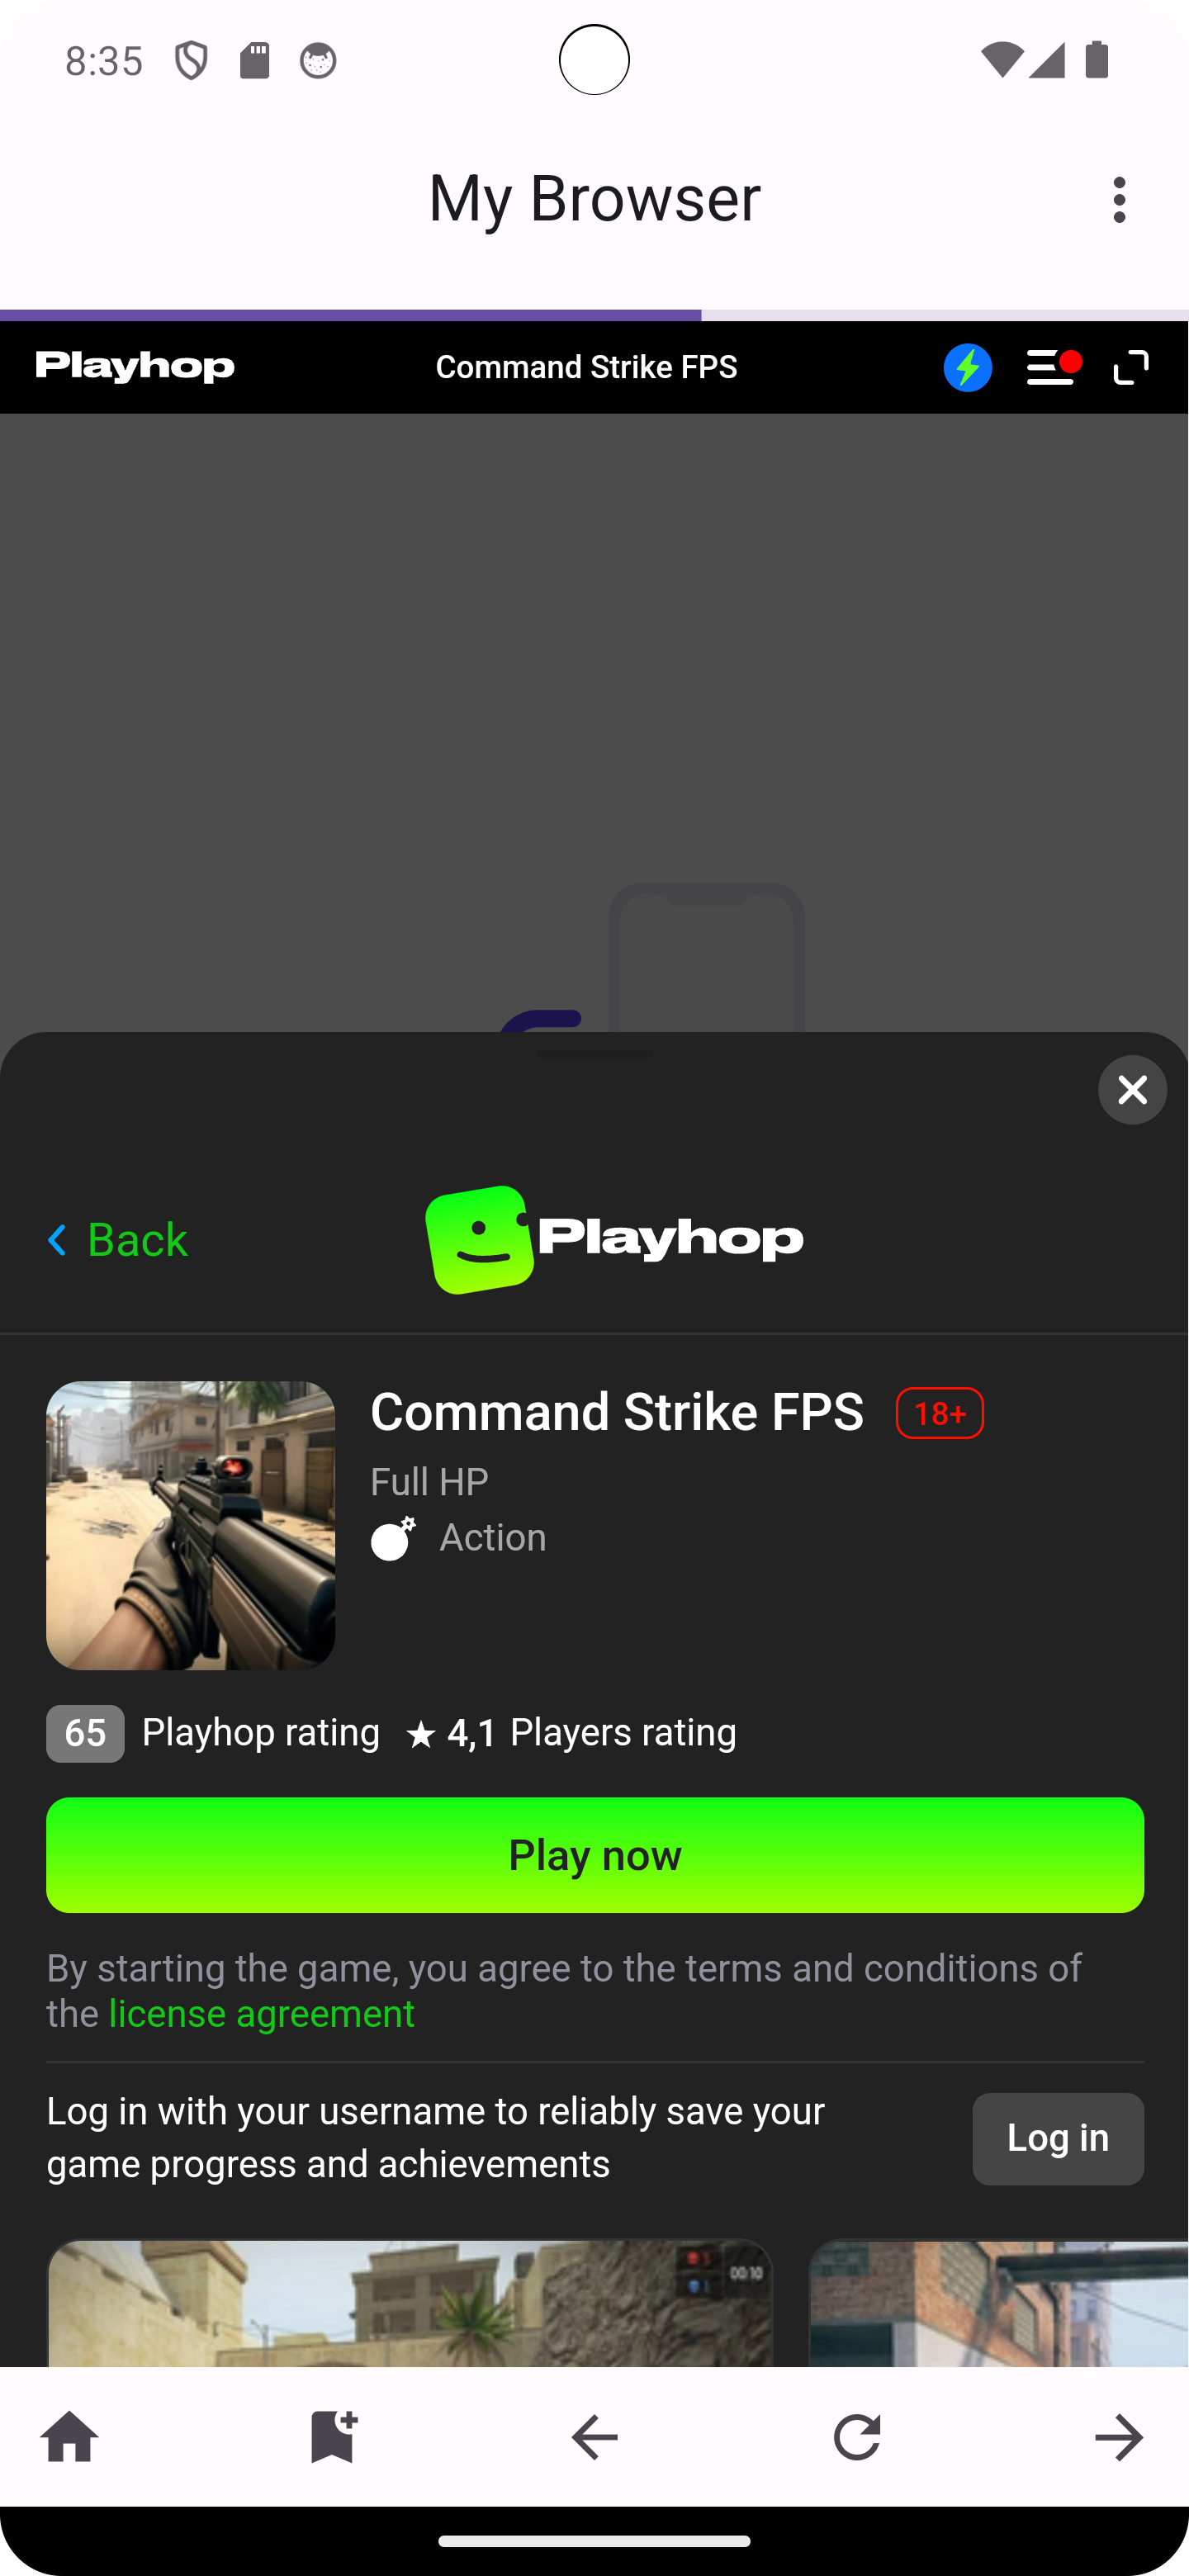 8:35
My Browser
Playhop
Command Strike FPS
Back
Playhop
Command Strike FPS
18+
Full HP
Action
65 Playhop rating ★ 4,1 Players rating
Play now
By starting the game, you agree to the terms and conditions of
the license agreement
Log in with your username to reliably save your
game progress and achievements
Log in
00:10